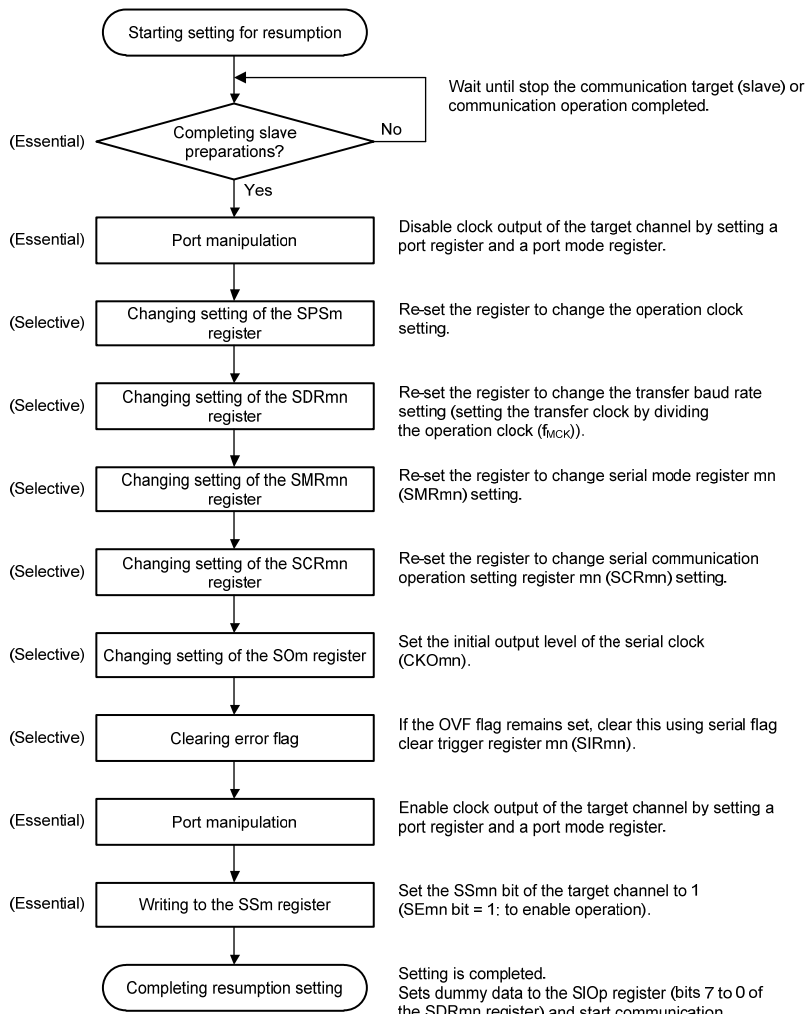 Starting setting for resumption
Wait until stop the communication target (slave) or
communication operation completed.
(Essential)
Completing slave
preparations?
No
Yes
(Essential)
Port manipulation
Disable clock output of the target channel by setting a
port register and a port mode register.
(Selective)
Changing setting of the SPSm
register
Re-set the register to change the operation clock
setting.
(Selective)
Changing setting of the SDRmn
register
Re-set the register to change the transfer baud rate
setting (setting the transfer clock by dividing
the operation clock (fMCK)).
(Selective)
Changing setting of the SMRmn
register
Re-set the register to change serial mode register mn
(SMRmn) setting.
(Selective)
Changing setting of the SCRmn
register
Re-set the register to change serial communication
operation setting register mn (SCRmn) setting.
(Selective)
Changing setting of the SOm register
Set the initial output level of the serial clock
(CKOmn).
(Selective)
Clearing error flag
If the OVF flag remains set, clear this using serial flag
clear trigger register mn (SIRmn).
(Essential)
Port manipulation
Enable clock output of the target channel by setting a
port register and a port mode register.
(Essential)
Writing to the SSm register
Set the SSmn bit of the target channel to 1
(SEmn bit = 1: to enable operation).
Completing resumption setting
Setting is completed.
Sets dummy data to the SIOp register (bits 7 to 0 of
the SDRmn register) and start communication